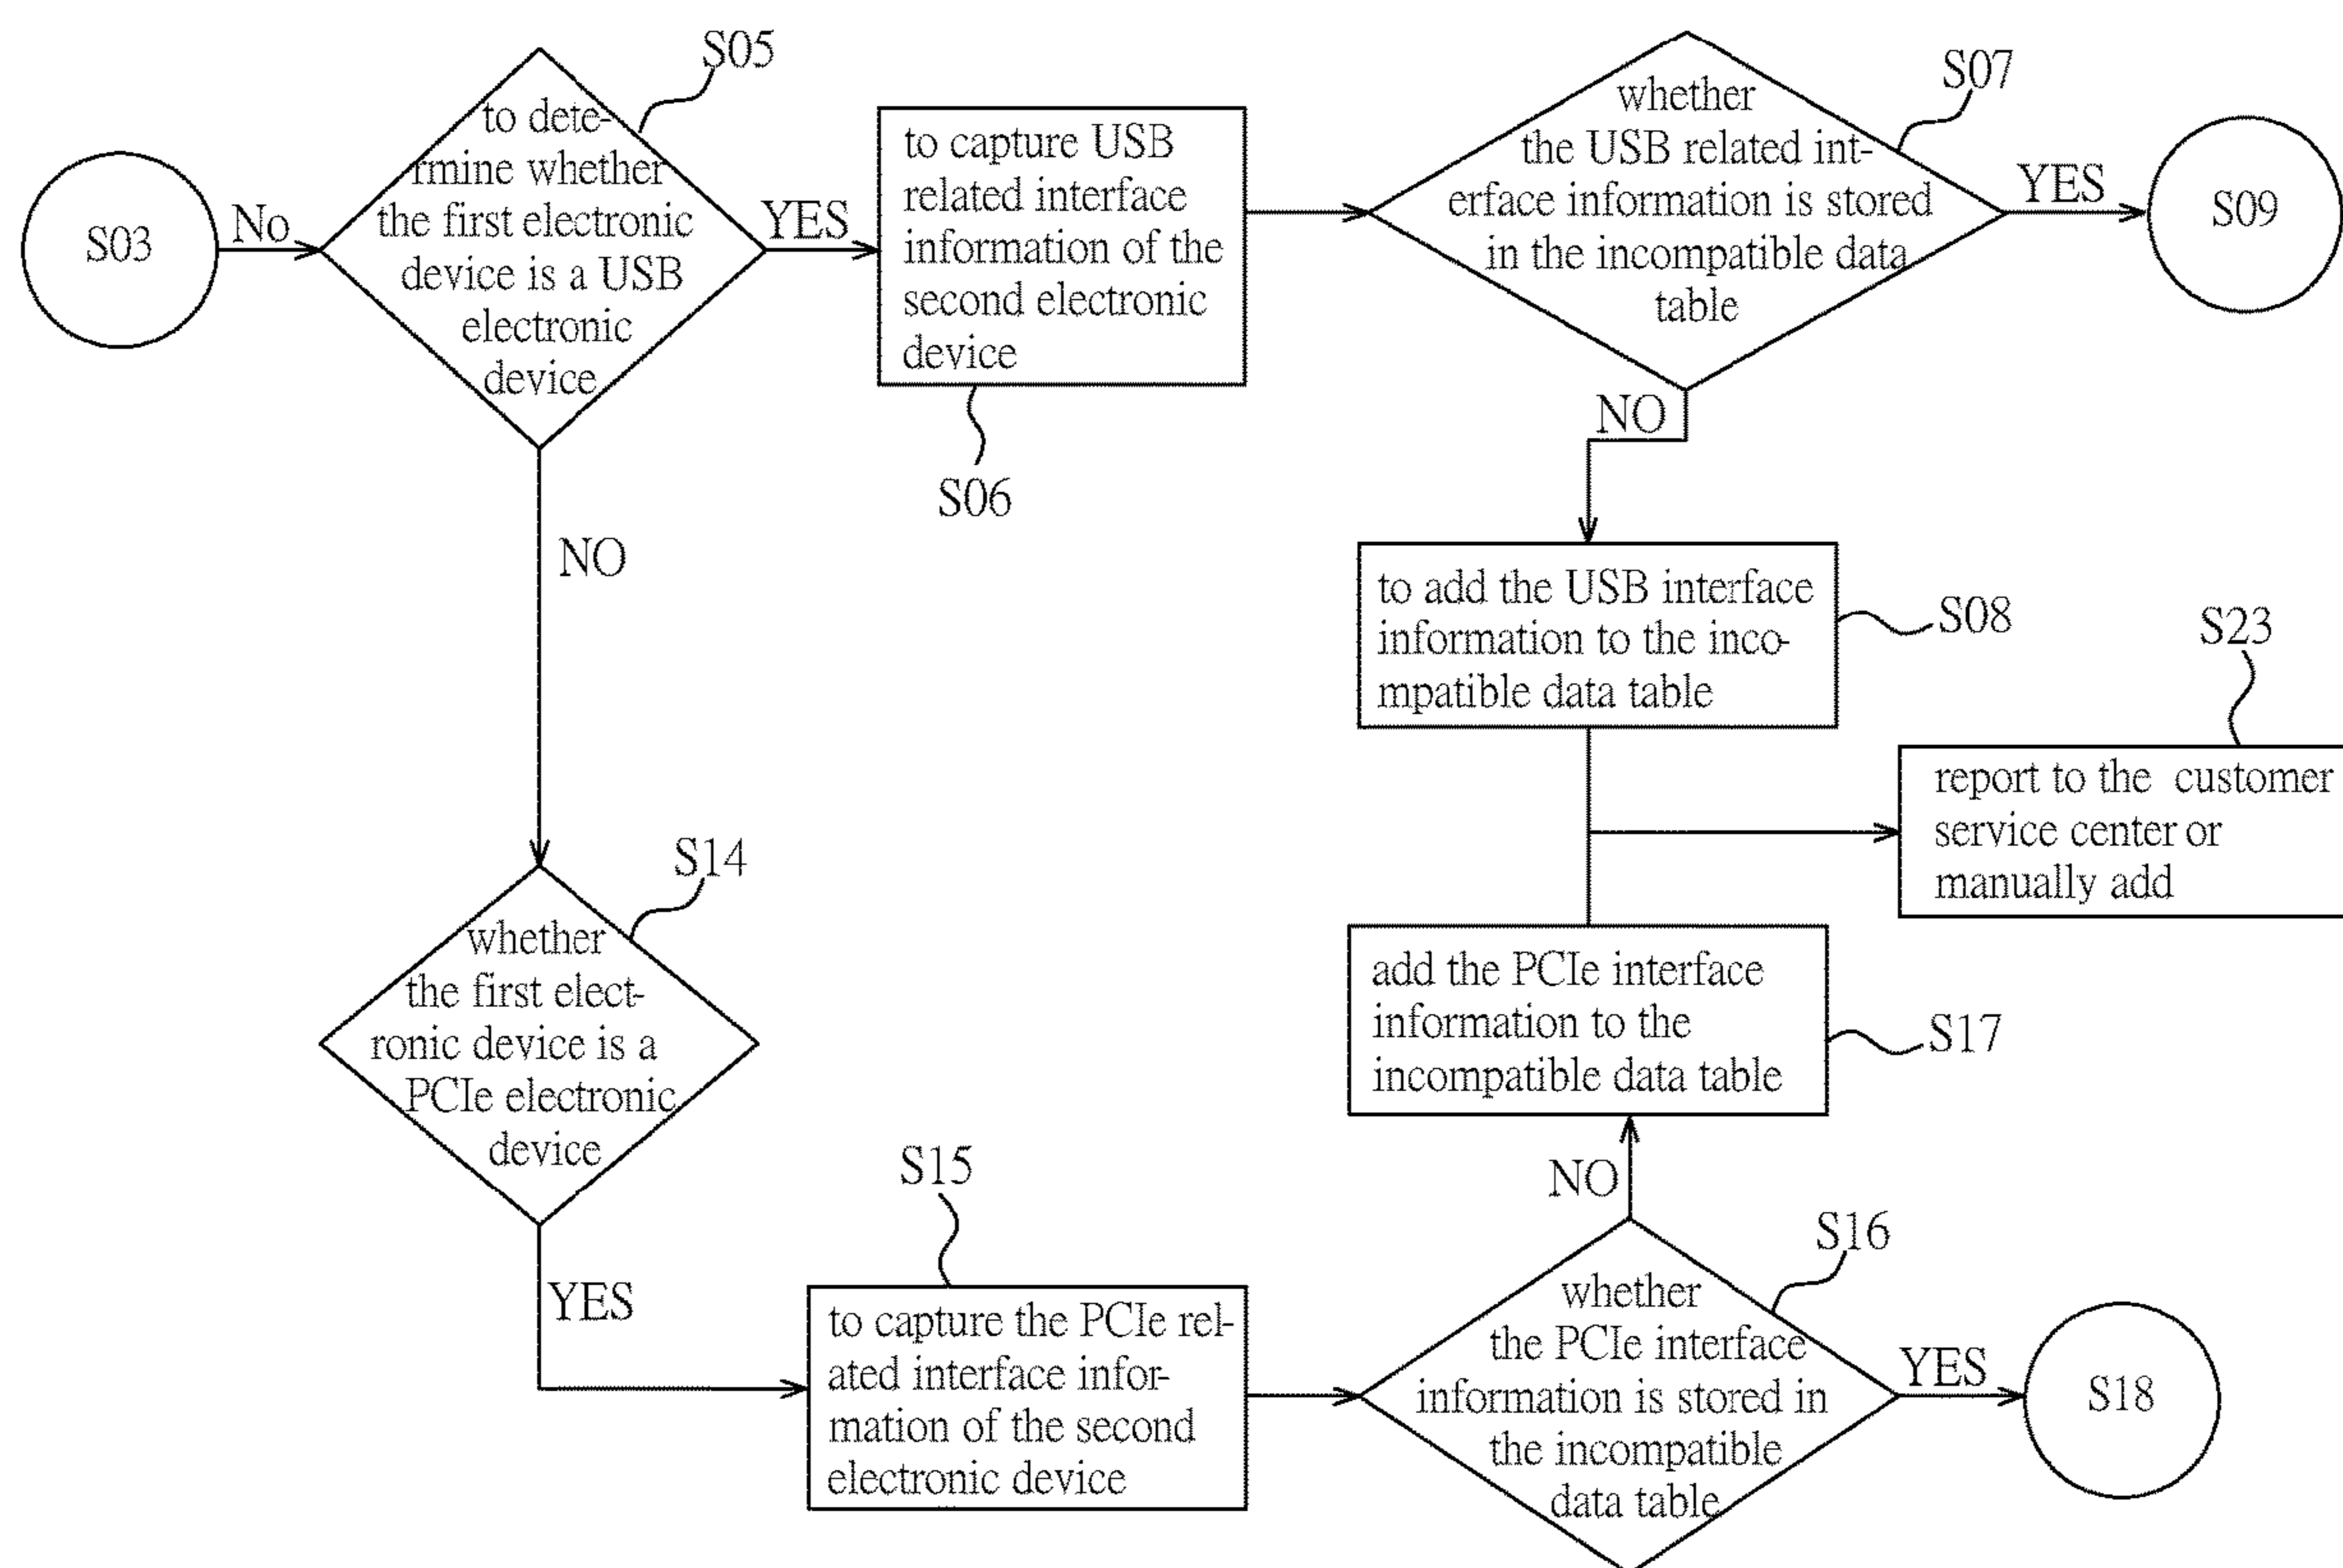 S03
No
S05
to dete-
rmine whether
the first electronic
device is a USB
electronic
device
YES
to capture USB
related interface
information of the
second electronic
device
S06
S07
whether
the USB related int-
erface information is stored
in the incompatible data
table
YES
S09
NO
to add the USB interface
information to the inco-
mpatible data table
S08
S23
report to the customer
service center or
manually add
NO
S14
whether
the first elect-
ronic device is a
PCIe electronic
device
YES
S15
to capture the PCIe rel-
ated interface infor-
mation of the second
electronic device
S16
whether
the PCIe interface
information is stored in
the incompatible
data table
YES
S18
NO
add the PCIe interface
information to the
incompatible data table
S17